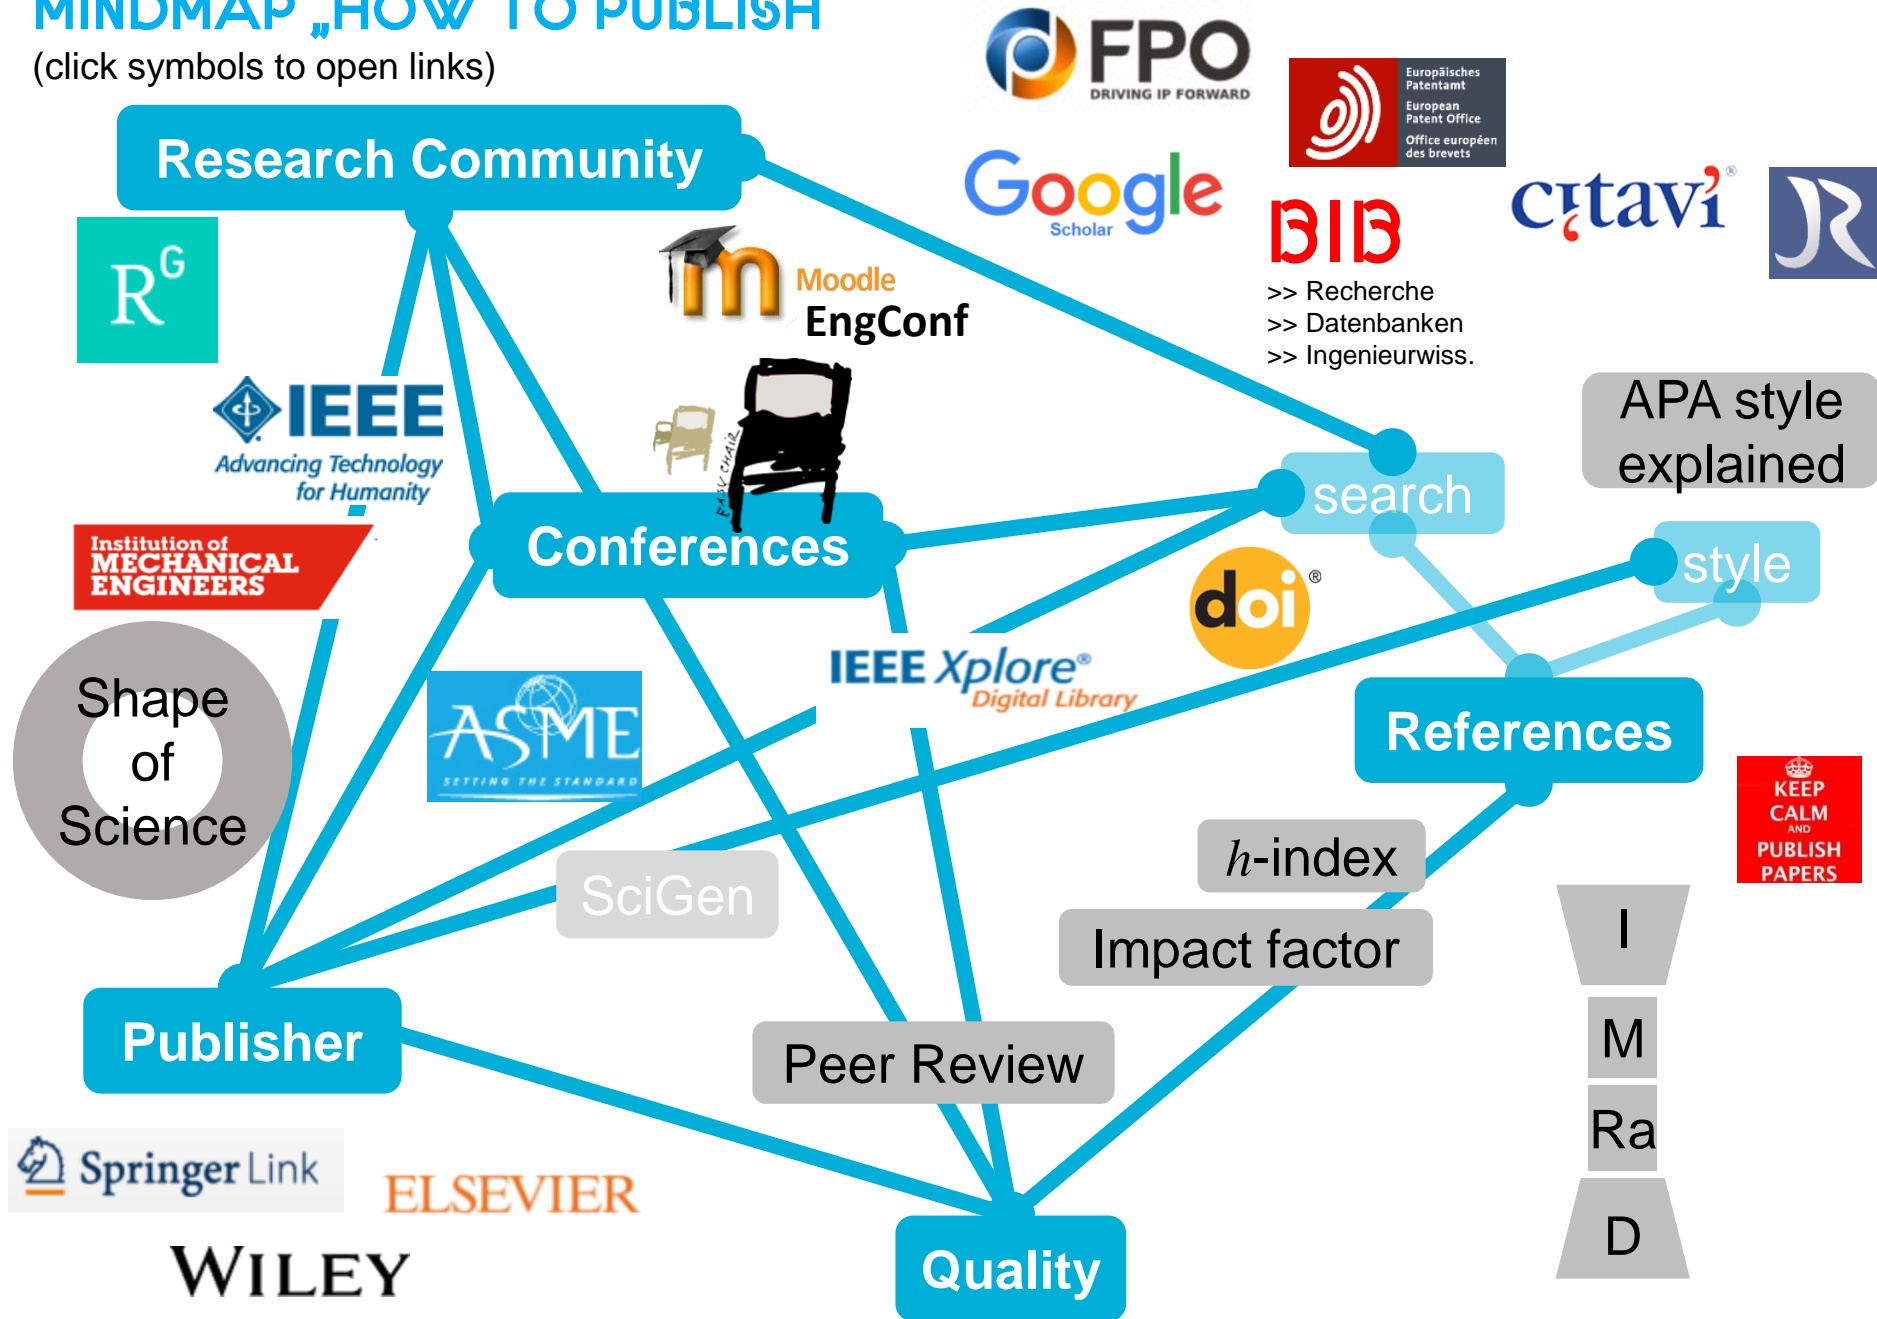 MINDMAP „HOW TO PUBLISH
(click symbols to open links)
FPO
DRIVING IP FORWARD
Europäisches
Patentamt
European
Patent Office
Office européen
des brevets
Research Community
Google
Scholar
citavi®
JR
BIB
>> Recherche
>> Datenbanken
>> Ingenieurwiss.
RG
m
Moodle
EngConf
IEEE
Advancing Technology
for Humanity
EASY CHAIR
APA style
explained
search
Conferences
style
Institution of
MECHANICAL
ENGINEERS
doi®
IEEE Xplore®
Digital Library
Shape
of
Science
ASME
SETTING THE STANDARD
References
KEEP
CALM
AND
PUBLISH
PAPERS
h-index
SciGen
Impact factor
I
M
Ra
D
Publisher
Peer Review
Springer Link
ELSEVIER
WILEY
Quality